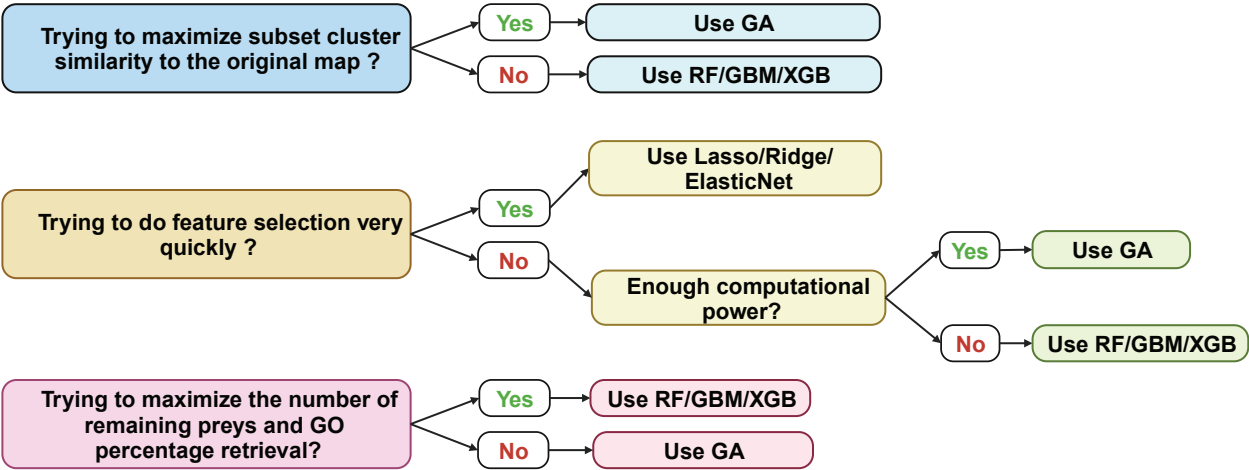 Trying to maximize subset cluster
similarity to the original map ?
Yes
Use GA
No
Use RF/GBM/XGB
Trying to do feature selection very
quickly ?
Yes
Use Lasso/Ridge/
ElasticNet
No
Enough computational
power?
Yes
Use GA
No
Use RF/GBM/XGB
Trying to maximize the number of
remaining preys and GO
percentage retrieval?
Yes
Use RF/GBM/XGB
No
Use GA